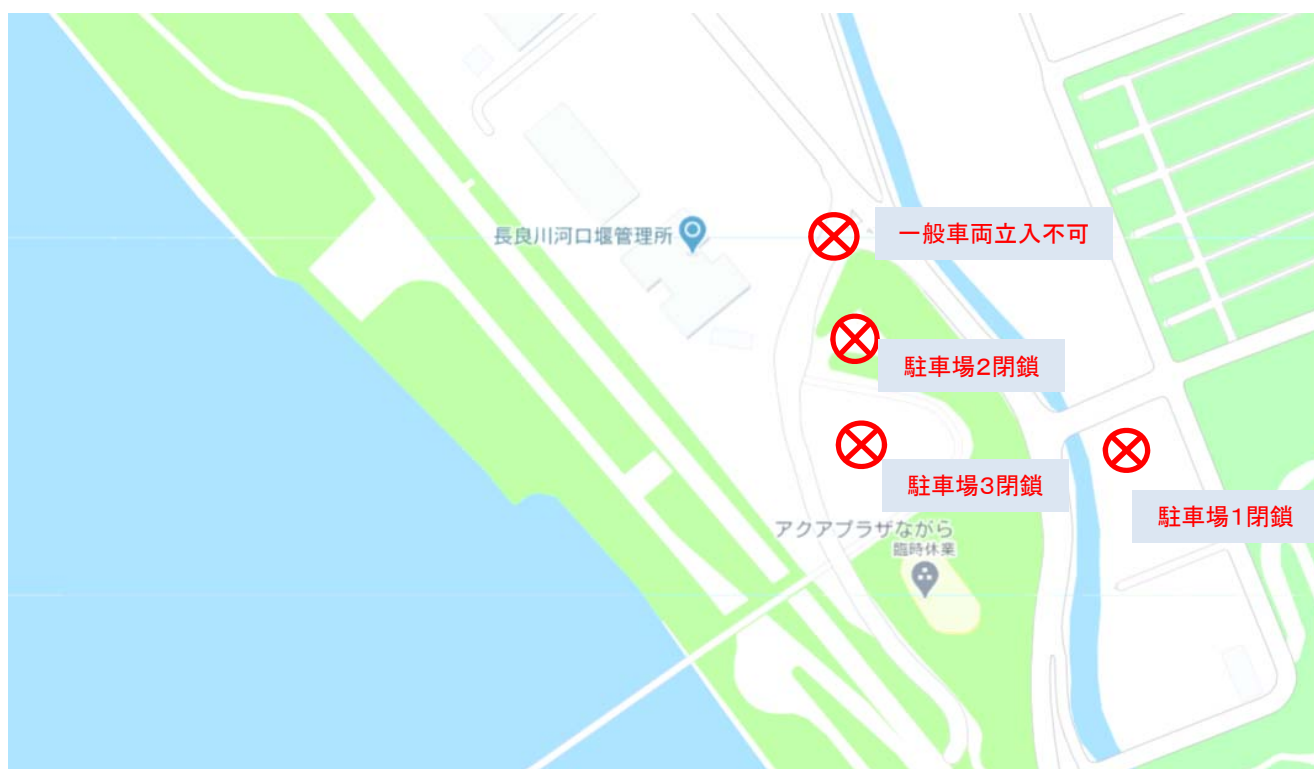 長良川河口堰管理所
一般車両立入不可
駐車場2閉鎖
駐車場3閉鎖
駐車場1閉鎖
アクアプラザながら
臨時休業